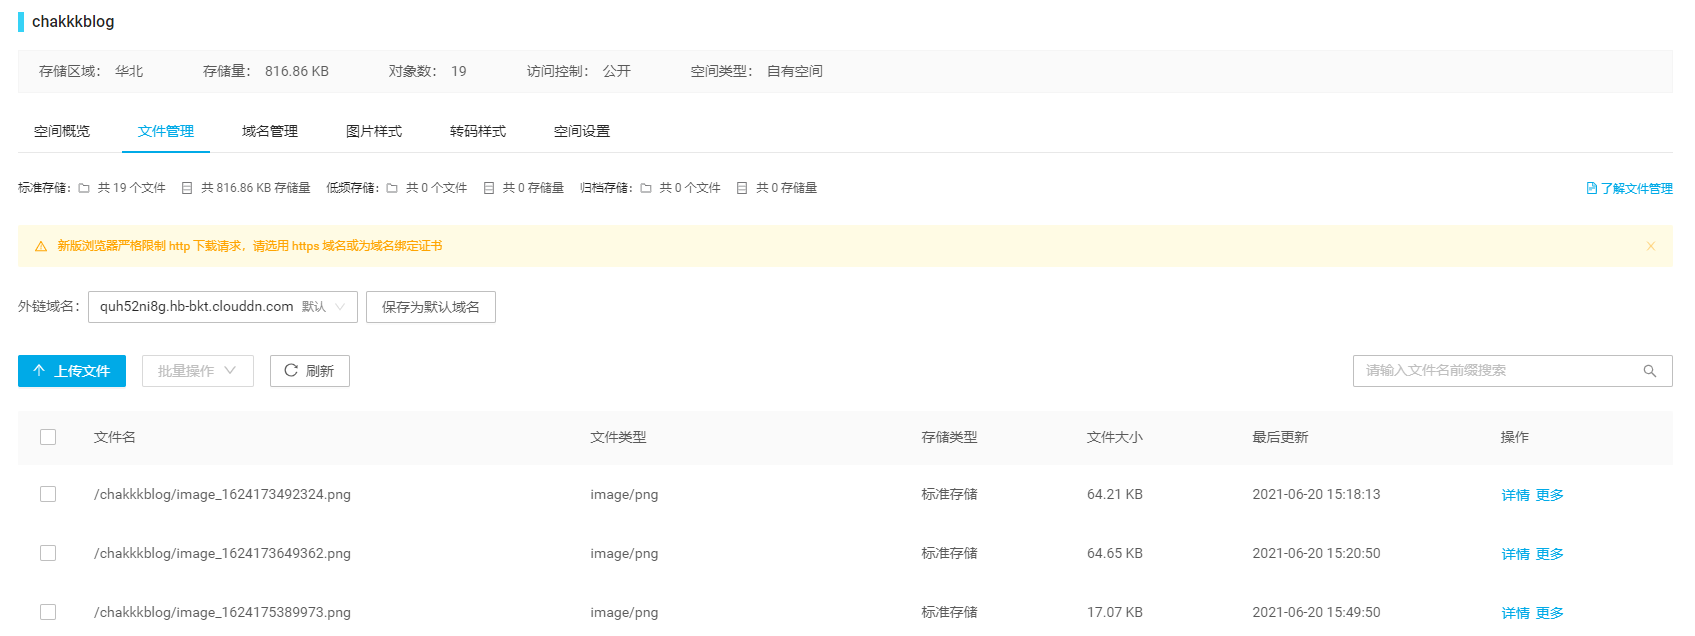 chakkkblog
存储区域： 华北 存储量： 816.86 KB 对象数： 19 访问控制： 公开 空间类型： 自有空间
空间概览 文件管理 域名管理 图片样式 转码样式 空间设置
标准存储: 共 19 个文件 共 816.86 KB 存储量 低频存储: 共 0 个文件 共 0 存储量 归档存储: 共 0 个文件 共 0 存储量 了解文件管理
新版浏览器严格限制 http 下载请求，请选用 https 域名或为域名绑定证书
外链域名： quh52ni8g.hb-bkt.clouddn.com 默认 保存为默认域名
上传文件 批量操作 刷新 请输入文件名前缀搜索
文件名 文件类型 存储类型 文件大小 最后更新 操作
/chakkkblog/image_1624173492324.png image/png 标准存储 64.21 KB 2021-06-20 15:18:13 详情 更多
/chakkkblog/image_1624173649362.png image/png 标准存储 64.65 KB 2021-06-20 15:20:50 详情 更多
/chakkkblog/image_1624175389973.png image/png 标准存储 17.07 KB 2021-06-20 15:49:50 详情 更多